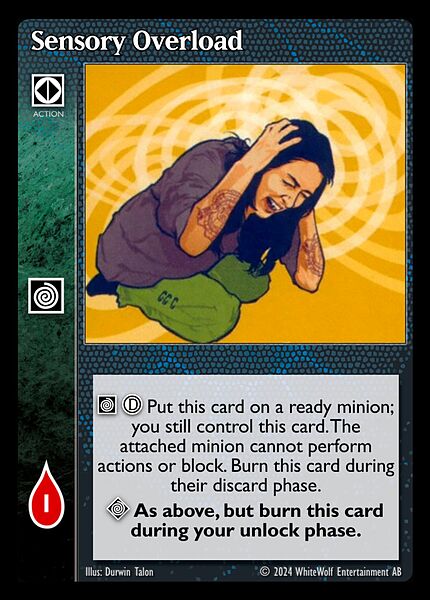 Sensory Overload
ACTION
D Put this card on a ready minion;
you still control this card. The
attached minion cannot perform
actions or block. Burn this card during
their discard phase.
As above, but burn this card
during your unlock phase.
1
Illus: Durwin Talon © 2024 WhiteWolf Entertainment AB